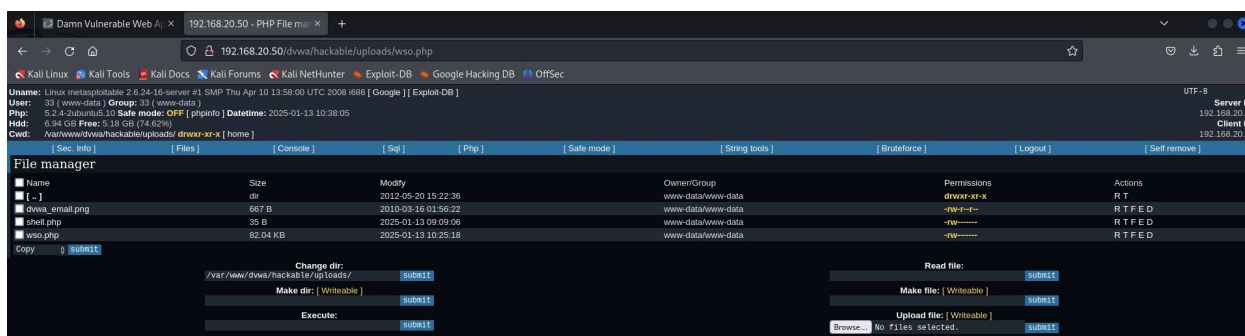 Damn Vulnerable Web Ap × 192.168.20.50 - PHP File man × +
192.168.20.50/dvwa/hackable/uploads/wso.php
Kali Linux Kali Tools Kali Docs Kali Forums Kali NetHunter Exploit-DB Google Hacking DB OffSec
Uname: Linux metasploitable 2.6.24-16-server #1 SMP Thu Apr 10 13:58:00 UTC 2008 i686 [ Google ] [ Exploit-DB ] UTF-8
User: 33 ( www-data ) Group: 33 ( www-data ) Server
Php: 5.2.4-2ubuntu5.10 Safe mode: OFF [ phpinfo ] Datetime: 2025-01-13 10:38:05 192.168.20.
Hdd: 6.94 GB Free: 5.18 GB (74.62%) Client
Cwd: /var/www/dvwa/hackable/uploads/ drwxr-xr-x [ home ] 192.168.20.
[ Sec. Info ] [ Files ] [ Console ] [ Sql ] [ Php ] [ Safe mode ] [ String tools ] [ Bruteforce ] [ Logout ] [ Self remove ]
File manager
Name Size Modify Owner/Group Permissions Actions
[ .. ] dir 2012-05-20 15:22:36 www-data/www-data drwxr-xr-x R T
dvwa_email.png 667 B 2010-03-16 01:56:22 www-data/www-data -rw-r--r-- R T F E D
shell.php 35 B 2025-01-13 09:09:06 www-data/www-data -rw------- R T F E D
wso.php 82.04 KB 2025-01-13 10:25:18 www-data/www-data -rw------- R T F E D
Copy submit
Change dir: Read file:
/var/www/dvwa/hackable/uploads/ submit submit
Make dir: [ Writeable ] Make file: [ Writeable ]
submit submit
Execute: Upload file: [ Writeable ]
submit Browse... No files selected. submit